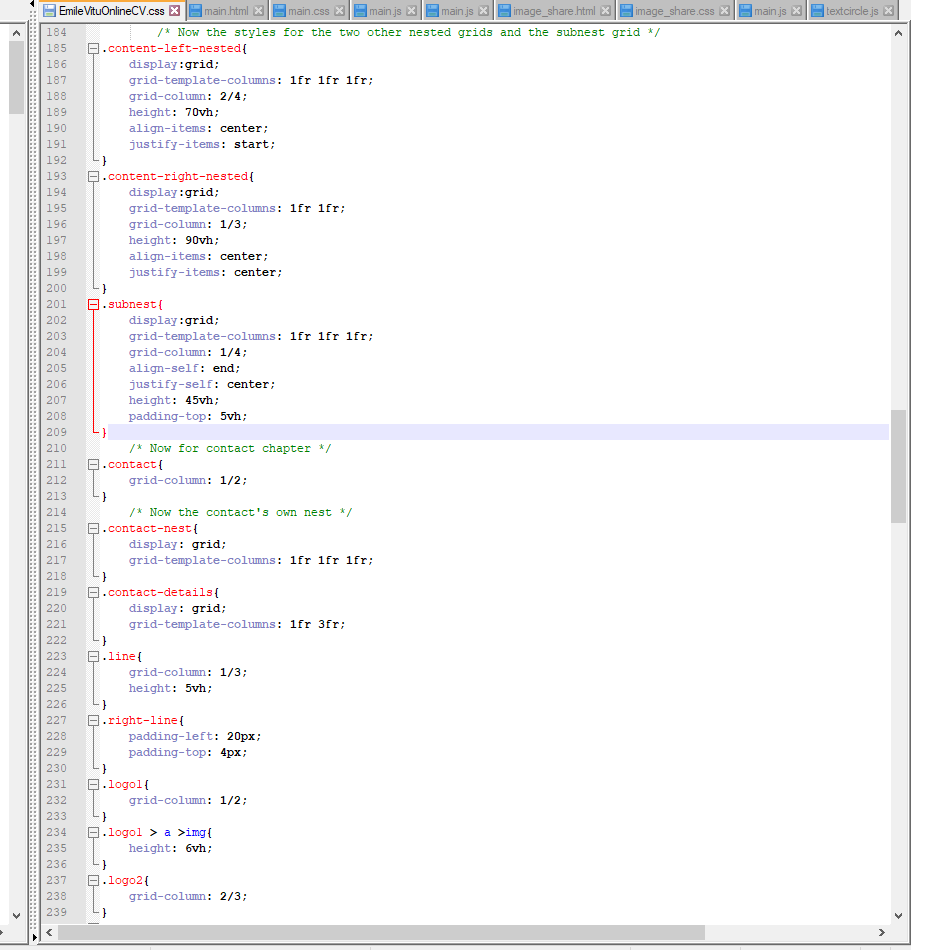 EmileVituOnlineCV.css main.html main.css main.js main.js image_share.html image_share.css main.js textcircle.js
184 /* Now the styles for the two other nested grids and the subnest grid */
185 .content-left-nested{
186 display:grid;
187 grid-template-columns: 1fr 1fr 1fr;
188 grid-column: 2/4;
189 height: 70vh;
190 align-items: center;
191 justify-items: start;
192 }
193 .content-right-nested{
194 display:grid;
195 grid-template-columns: 1fr 1fr;
196 grid-column: 1/3;
197 height: 90vh;
198 align-items: center;
199 justify-items: center;
200 }
201 .subnest{
202 display:grid;
203 grid-template-columns: 1fr 1fr 1fr;
204 grid-column: 1/4;
205 align-self: end;
206 justify-self: center;
207 height: 45vh;
208 padding-top: 5vh;
209 }
210 /* Now for contact chapter */
211 .contact{
212 grid-column: 1/2;
213 }
214 /* Now the contact's own nest */
215 .contact-nest{
216 display: grid;
217 grid-template-columns: 1fr 1fr 1fr;
218 }
219 .contact-details{
220 display: grid;
221 grid-template-columns: 1fr 3fr;
222 }
223 .line{
224 grid-column: 1/3;
225 height: 5vh;
226 }
227 .right-line{
228 padding-left: 20px;
229 padding-top: 4px;
230 }
231 .logo1{
232 grid-column: 1/2;
233 }
234 .logo1 > a >img{
235 height: 6vh;
236 }
237 .logo2{
238 grid-column: 2/3;
239 }